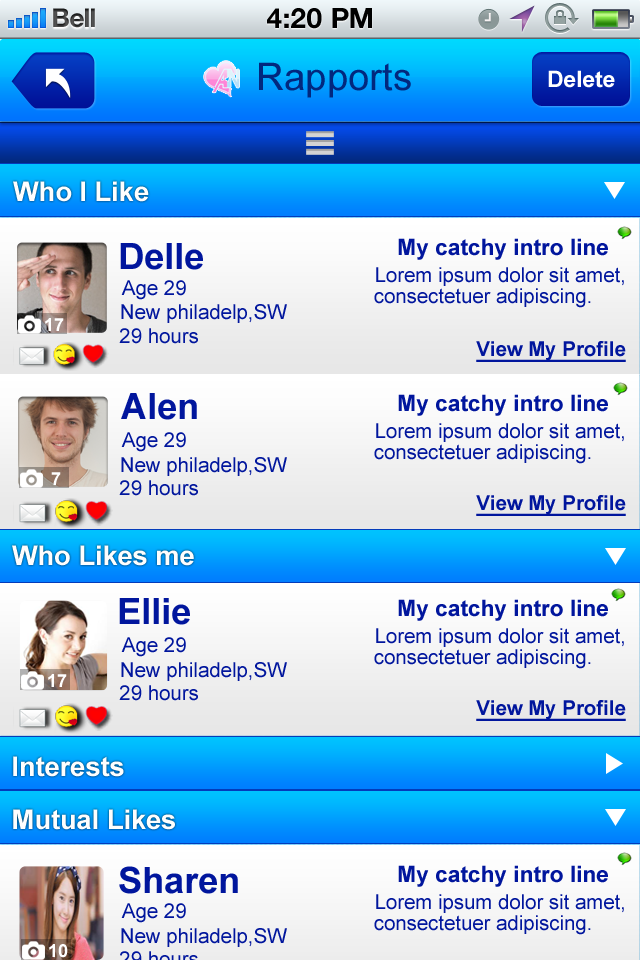 Bell 4:20 PM
Rapports
Delete
Who I Like
Delle
Age 29
New philadelp,SW
29 hours
17
My catchy intro line
Lorem ipsum dolor sit amet,
consectetuer adipiscing.
View My Profile
Alen
Age 29
New philadelp,SW
29 hours
7
My catchy intro line
Lorem ipsum dolor sit amet,
consectetuer adipiscing.
View My Profile
Who Likes me
Ellie
Age 29
New philadelp,SW
29 hours
17
My catchy intro line
Lorem ipsum dolor sit amet,
consectetuer adipiscing.
View My Profile
Interests
Mutual Likes
Sharen
Age 29
New philadelp,SW
29 hours
10
My catchy intro line
Lorem ipsum dolor sit amet,
consectetuer adipiscing.